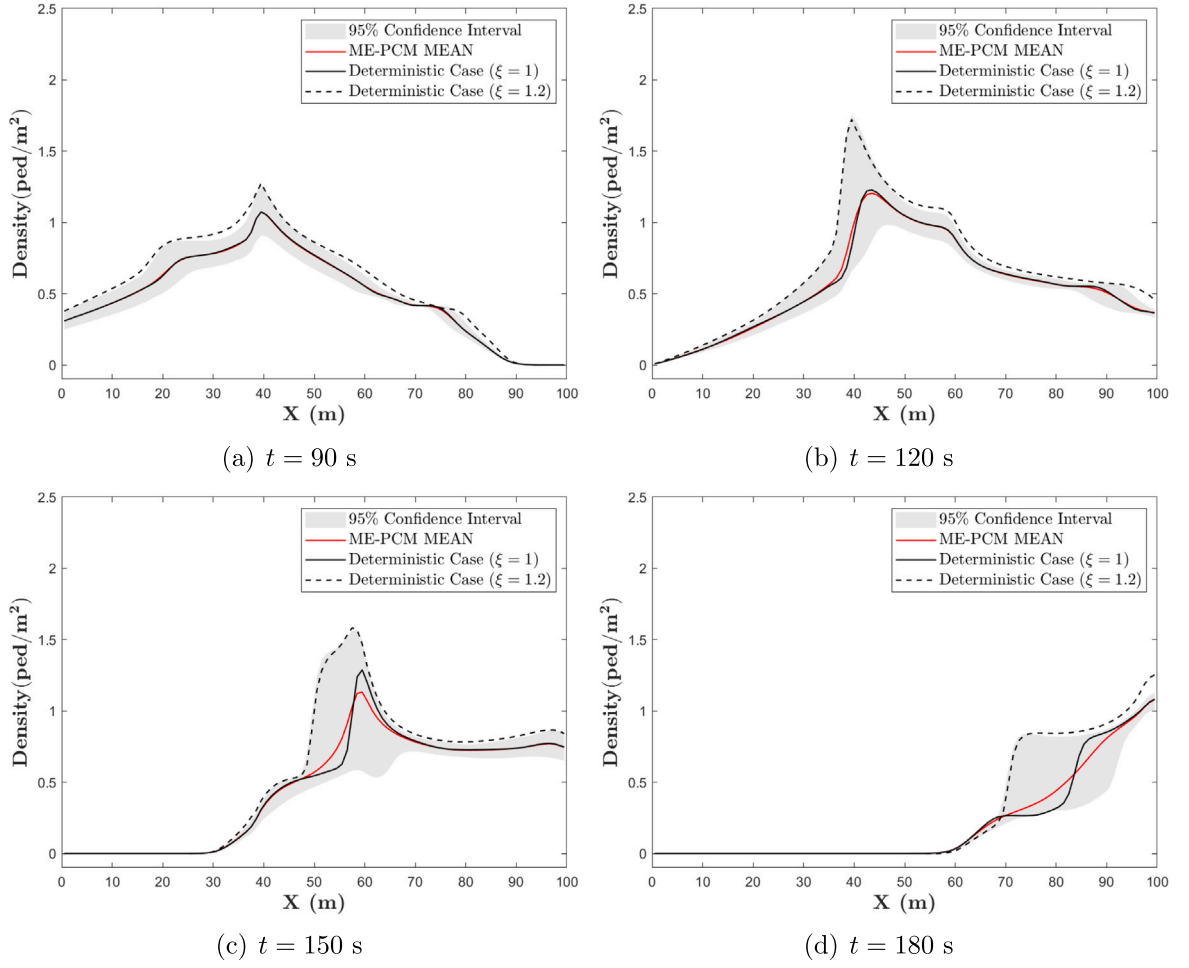 2.5
2
1.5
1
0.5
0
Density(ped/m²)
95% Confidence Interval
ME-PCM MEAN
Deterministic Case (ξ = 1)
Deterministic Case (ξ = 1.2)
0 10 20 30 40 50 60 70 80 90 100
X (m)
(a) t = 90 s
2.5
2
1.5
1
0.5
0
Density(ped/m²)
95% Confidence Interval
ME-PCM MEAN
Deterministic Case (ξ = 1)
Deterministic Case (ξ = 1.2)
0 10 20 30 40 50 60 70 80 90 100
X (m)
(b) t = 120 s
2.5
2
1.5
1
0.5
0
Density(ped/m²)
95% Confidence Interval
ME-PCM MEAN
Deterministic Case (ξ = 1)
Deterministic Case (ξ = 1.2)
0 10 20 30 40 50 60 70 80 90 100
X (m)
(c) t = 150 s
2.5
2
1.5
1
0.5
0
Density(ped/m²)
95% Confidence Interval
ME-PCM MEAN
Deterministic Case (ξ = 1)
Deterministic Case (ξ = 1.2)
0 10 20 30 40 50 60 70 80 90 100
X (m)
(d) t = 180 s